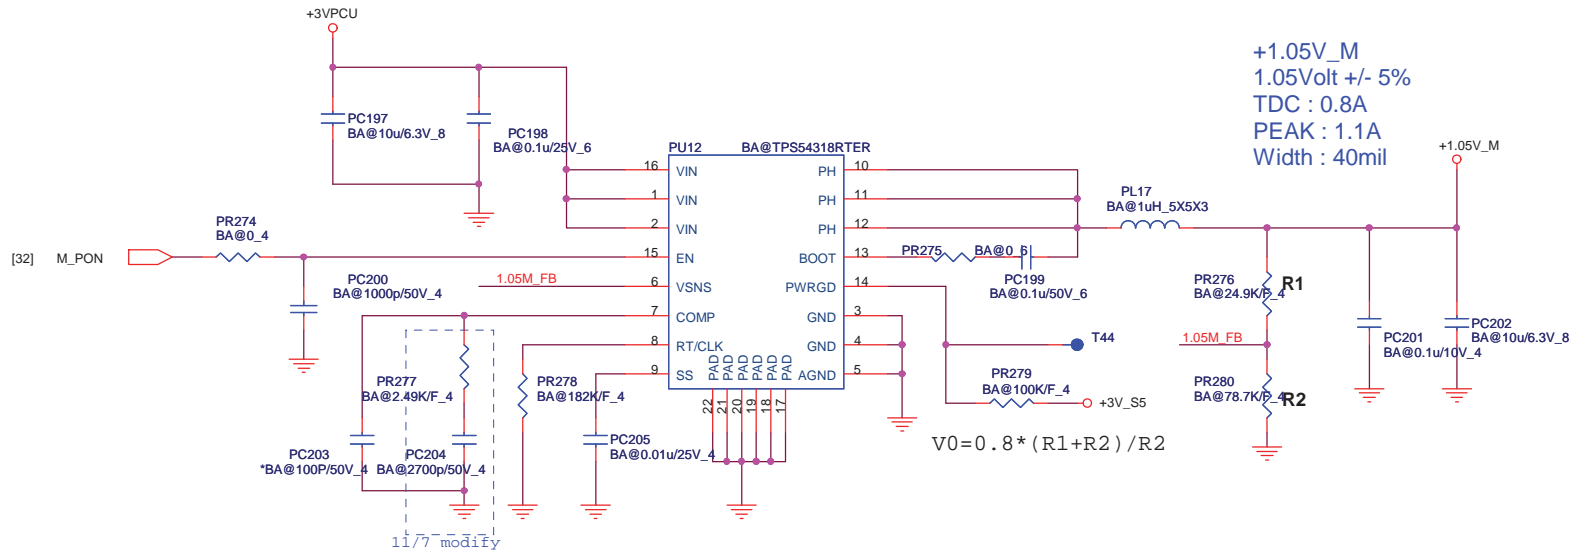 +3VPCU
+1.05V_M
1.05Volt +/- 5%
TDC : 0.8A
PEAK : 1.1A
Width : 40mil
+1.05V_M
PC197
BA@10u/6.3V_8
PC198
BA@0.1u/25V_6
PU12
BA@TPS54318RTER
16
VIN
PH
10
1
VIN
PH
11
2
VIN
PH
12
15
EN
BOOT
13
6
VSNS
PWRGD
14
7
COMP
GND
3
8
RT/CLK
GND
4
9
SS
AGND
5
PAD
PAD
PAD
PAD
PAD
PAD
22
21
20
19
18
17
PL17
BA@1uH_5X5X3
PR274
BA@0_4
[32]
M_PON
PC200
BA@1000p/50V_4
1.05M_FB
PR275
BA@0_6
PC199
BA@0.1u/50V_6
PR276
BA@24.9K/F_4
R1
1.05M_FB
PC201
BA@0.1u/10V_4
PC202
BA@10u/6.3V_8
T44
PR277
BA@2.49K/F_4
PR278
BA@182K/F_4
PR279
BA@100K/F_4
+3V_S5
PR280
BA@78.7K/F_4
R2
PC203
*BA@100P/50V_4
PC204
BA@2700p/50V_4
PC205
BA@0.01u/25V_4
V0=0.8*(R1+R2)/R2
11/7 modify